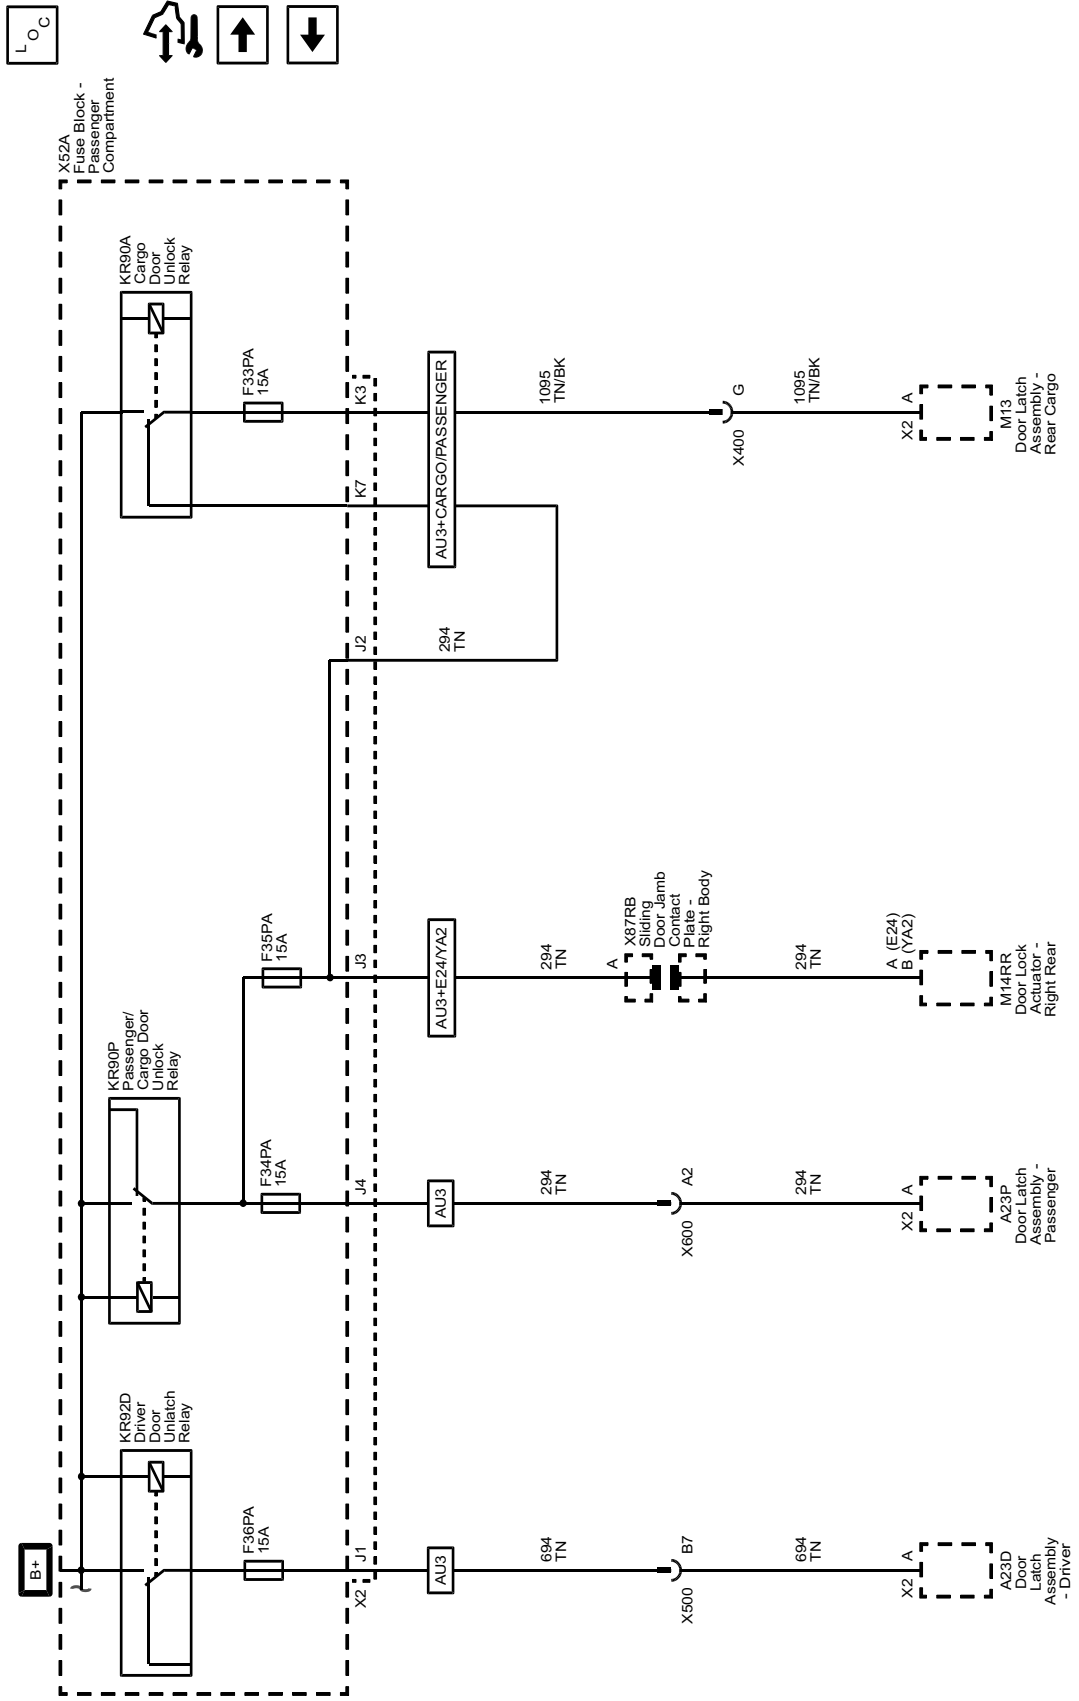 L O C
B+
X52A
Fuse Block -
Passenger
Compartment
KR92D
Driver
Door
Unlatch
Relay
KR90P
Passenger/
Cargo Door
Unlock
Relay
KR90A
Cargo
Door
Unlock
Relay
F36PA
15A
F34PA
15A
F35PA
15A
F33PA
15A
X2
J1
J4
J3
J2
K7
K3
AU3
AU3
AU3+E24/YA2
AU3+CARGO/PASSENGER
694
TN
294
TN
294
TN
294
TN
1095
TN/BK
X500
B7
X600
A2
A
X87RB
Sliding
Door Jamb
Contact
Plate -
Right Body
X400
G
694
TN
294
TN
294
TN
1095
TN/BK
X2
A
X2
A
A (E24)
B (YA2)
X2
A
A23D
Door
Latch
Assembly
- Driver
A23P
Door Latch
Assembly -
Passenger
M14RR
Door Lock
Actuator -
Right Rear
M13
Door Latch
Assembly -
Rear Cargo